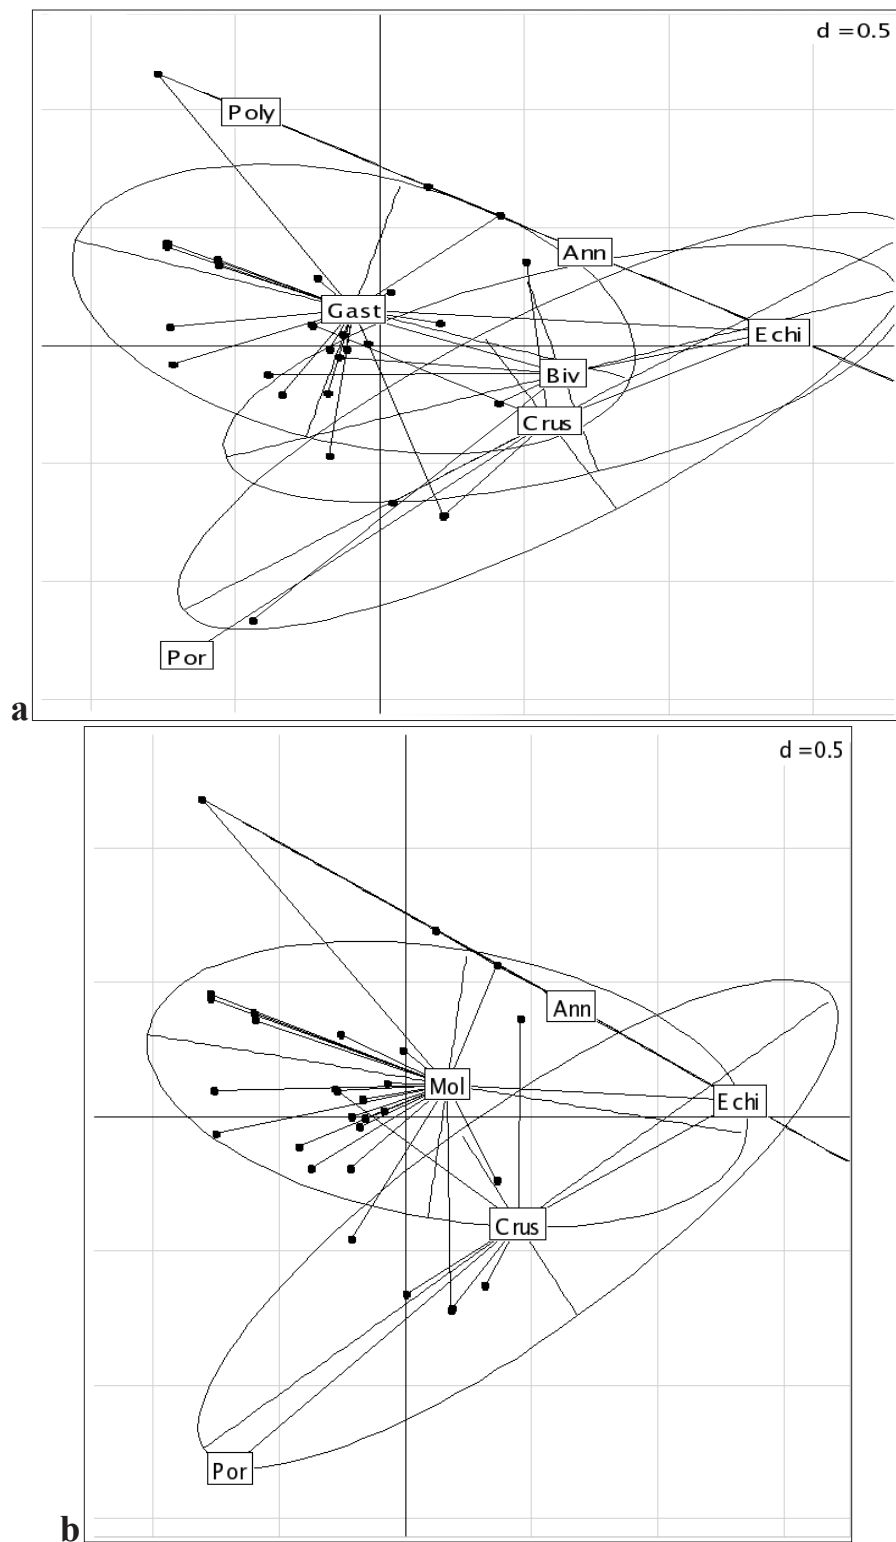 d =0.5
Poly
Ann
Gast
Echi
Biv
Crus
Por
a
d =0.5
Ann
Mol
Echi
Crus
Por
b